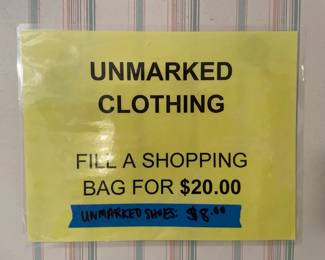 UNMARKED
CLOTHING
FILL A SHOPPING
BAG FOR $20.00
UNMARKED SHOES: $8.00